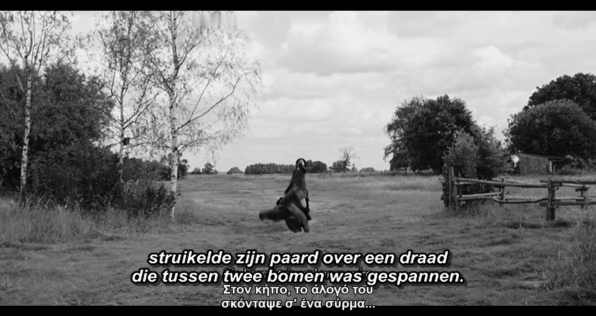 struikelde zijn paard over een draad
die tussen twee bomen was gespannen.
Στον κήπο, το άλογό του
σκόνταψε σ' ένα σύρμα...